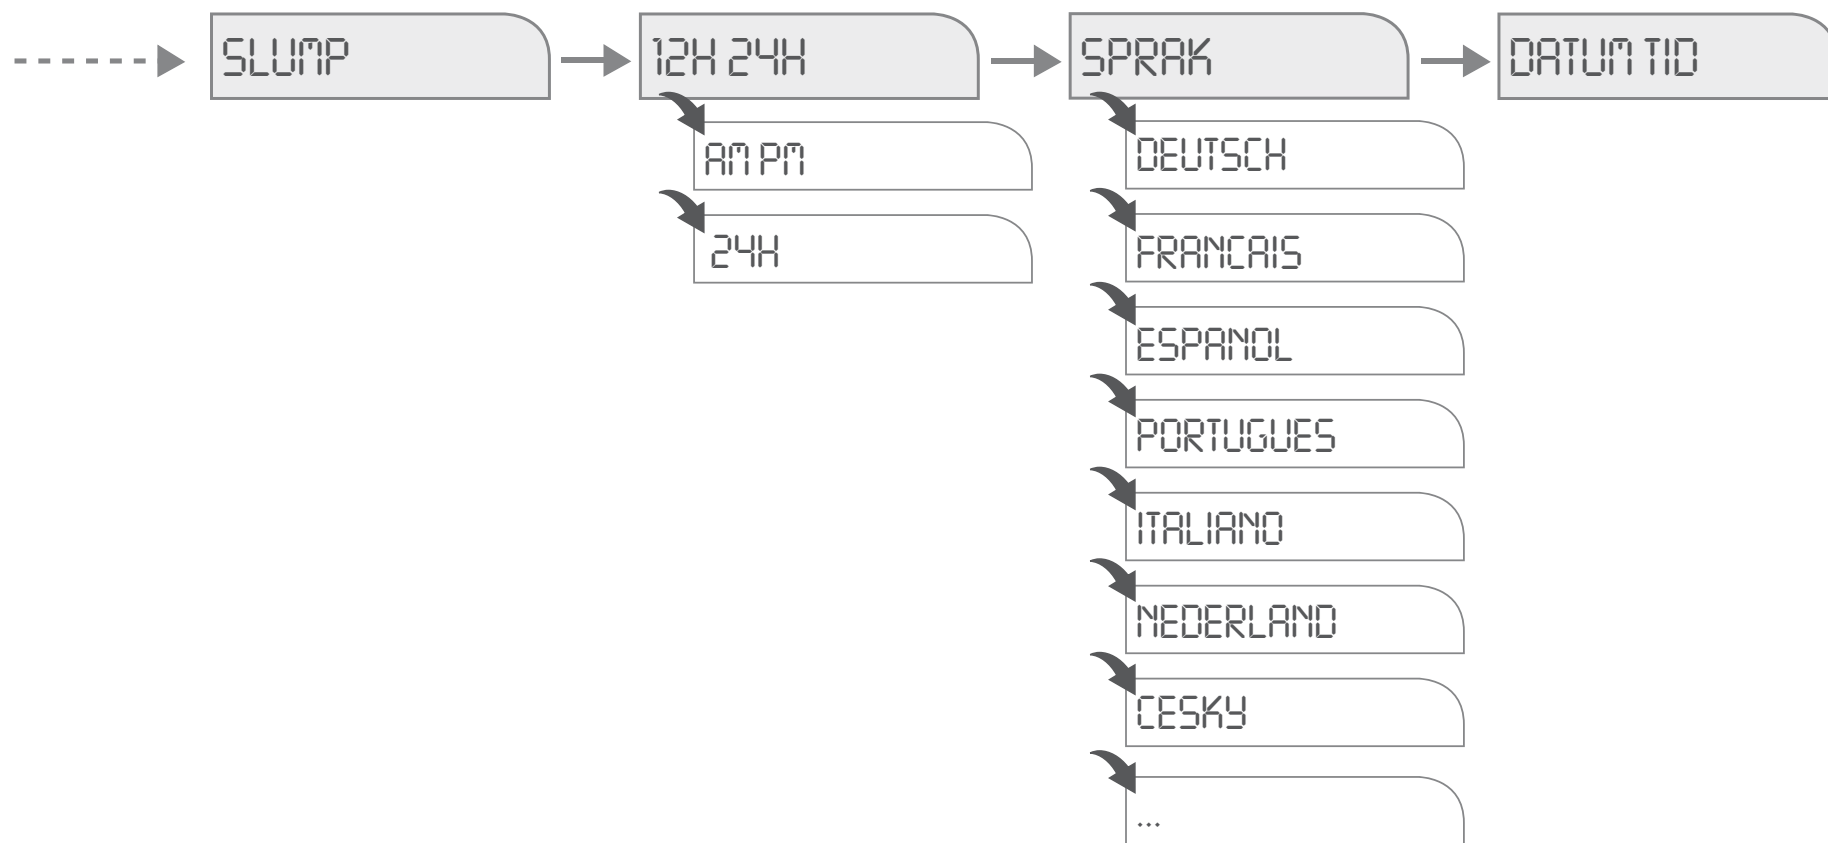 SLUMP
12H 24H
AM PM
24H
SPRAK
DEUTSCH
FRANCAIS
ESPANOL
PORTUGUES
ITALIANO
NEDERLAND
CESKY
...
DATUM TID